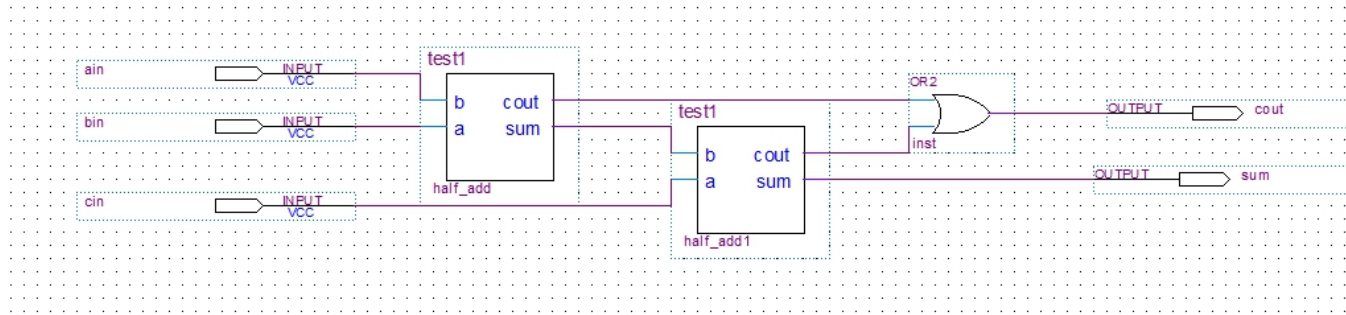 ain
INPUT
VCC
bin
INPUT
VCC
cin
INPUT
VCC
test1
b cout
a sum
half_add
test1
b cout
a sum
half_add1
OR2
inst
OUTPUT
cout
OUTPUT
sum